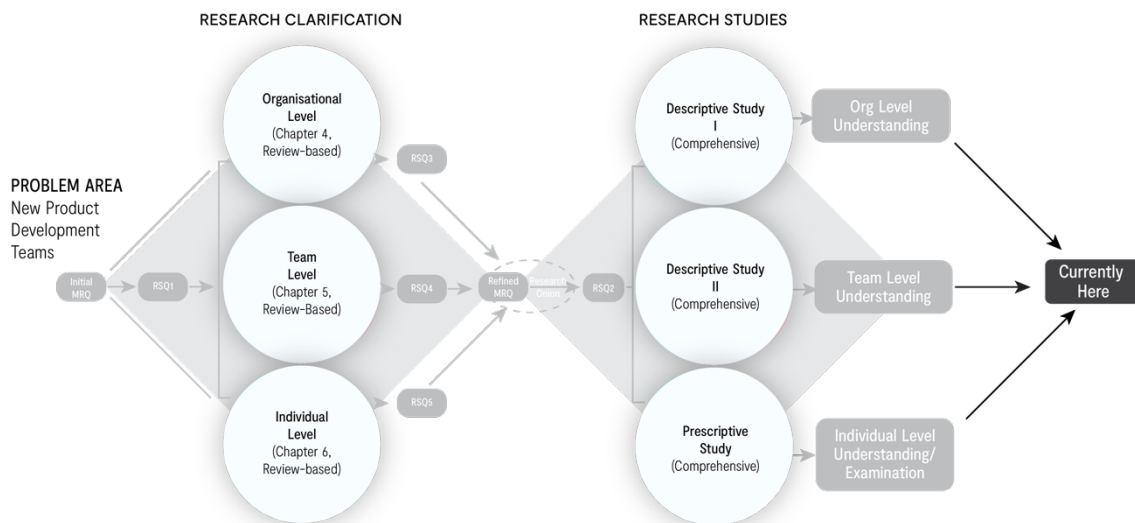 RESEARCH CLARIFICATION
RESEARCH STUDIES
PROBLEM AREA
New Product
Development
Teams
Initial
MRQ
RSQ1
Organisational
Level
(Chapter 4,
Review-based)
Team
Level
(Chapter 5,
Review-Based)
Individual
Level
(Chapter 6,
Review-based)
RSQ3
RSQ4
RSQ5
Refined
MRQ
Research
Onion
RSQ2
Descriptive Study
I
(Comprehensive)
Descriptive Study
II
(Comprehensive)
Prescriptive
Study
(Comprehensive)
Org Level
Understanding
Team Level
Understanding
Individual Level
Understanding/
Examination
Currently
Here